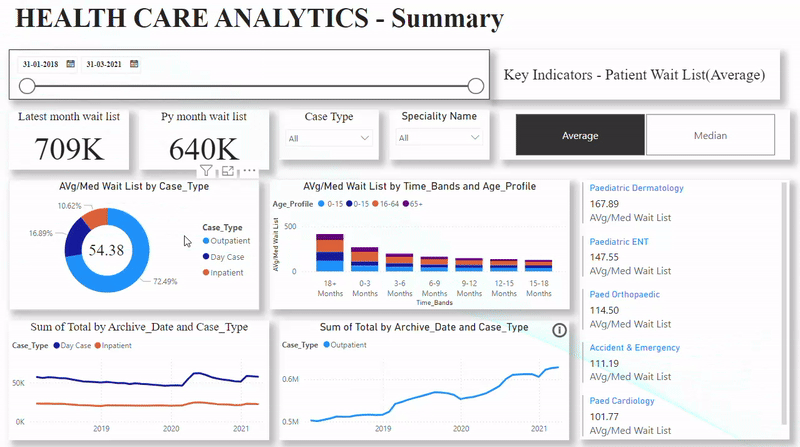 HEALTH CARE ANALYTICS - Summary
31-01-2018 31-03-2021
Key Indicators - Patient Wait List(Average)
Latest month wait list
709K
Py month wait list
640K
Case Type
All
Speciality Name
All
Average
Median
AVg/Med Wait List by Case_Type
10.62%
16.89%
54.38
72.49%
Case_Type
Outpatient
Day Case
Inpatient
AVg/Med Wait List by Time_Bands and Age_Profile
Age_Profile 0-15 0-15 16-64 65+
AVg/Med Wait List
500
0
18+ 0-3 3-6 6-9 9-12 12-15 15-18
Months Months Months Months Months Months Months
Time_Bands
Paediatric Dermatology
167.89
AVg/Med Wait List
Paediatric ENT
147.55
AVg/Med Wait List
Paed Orthopaedic
114.50
AVg/Med Wait List
Accident & Emergency
111.19
AVg/Med Wait List
Paed Cardiology
101.77
AVg/Med Wait List
Sum of Total by Archive_Date and Case_Type
Case_Type Day Case Inpatient
50K
0K
2019 2020 2021
Sum of Total by Archive_Date and Case_Type
Case_Type Outpatient
0.6M
0.5M
2019 2020 2021